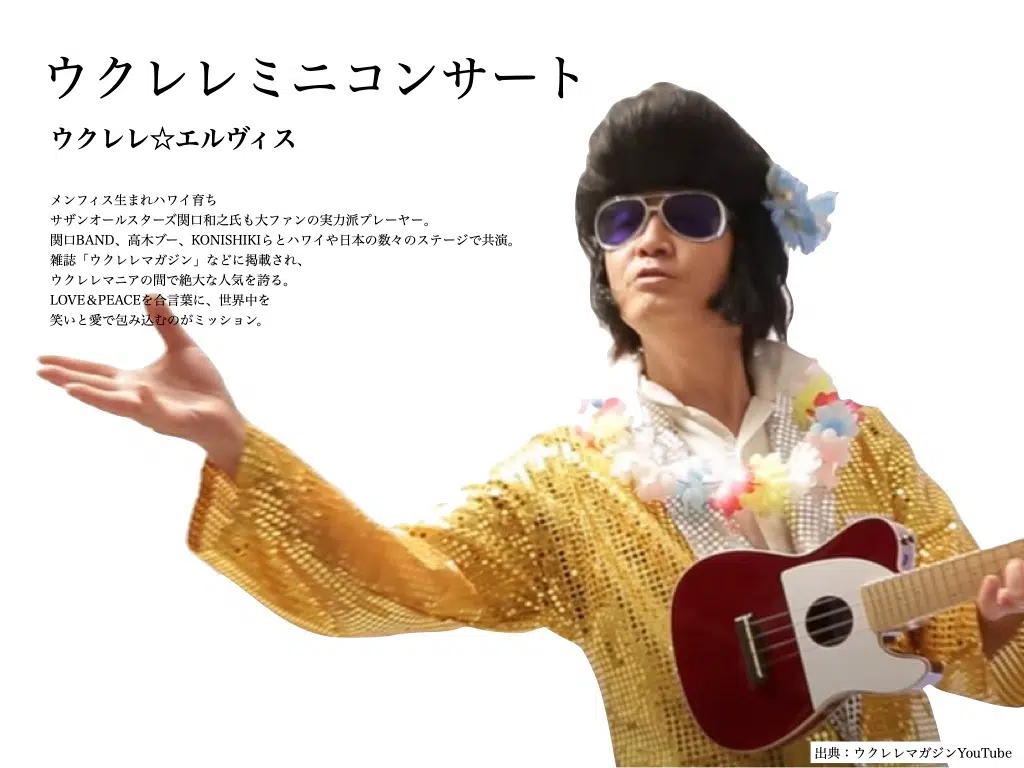 ウクレレミニコンサート
ウクレレ☆エルヴィス
メンフィス生まれハワイ育ち
サザンオールスターズ関口和之氏も大ファンの実力派プレーヤー。
関口BAND、高木ブー、KONISHIKIらとハワイや日本の数々のステージで共演。
雑誌「ウクレレマガジン」などに掲載され、
ウクレレマニアの間で絶大な人気を誇る。
LOVE＆PEACEを合言葉に、世界中を
笑いと愛で包み込むのがミッション。
出典：ウクレレマガジンYouTube